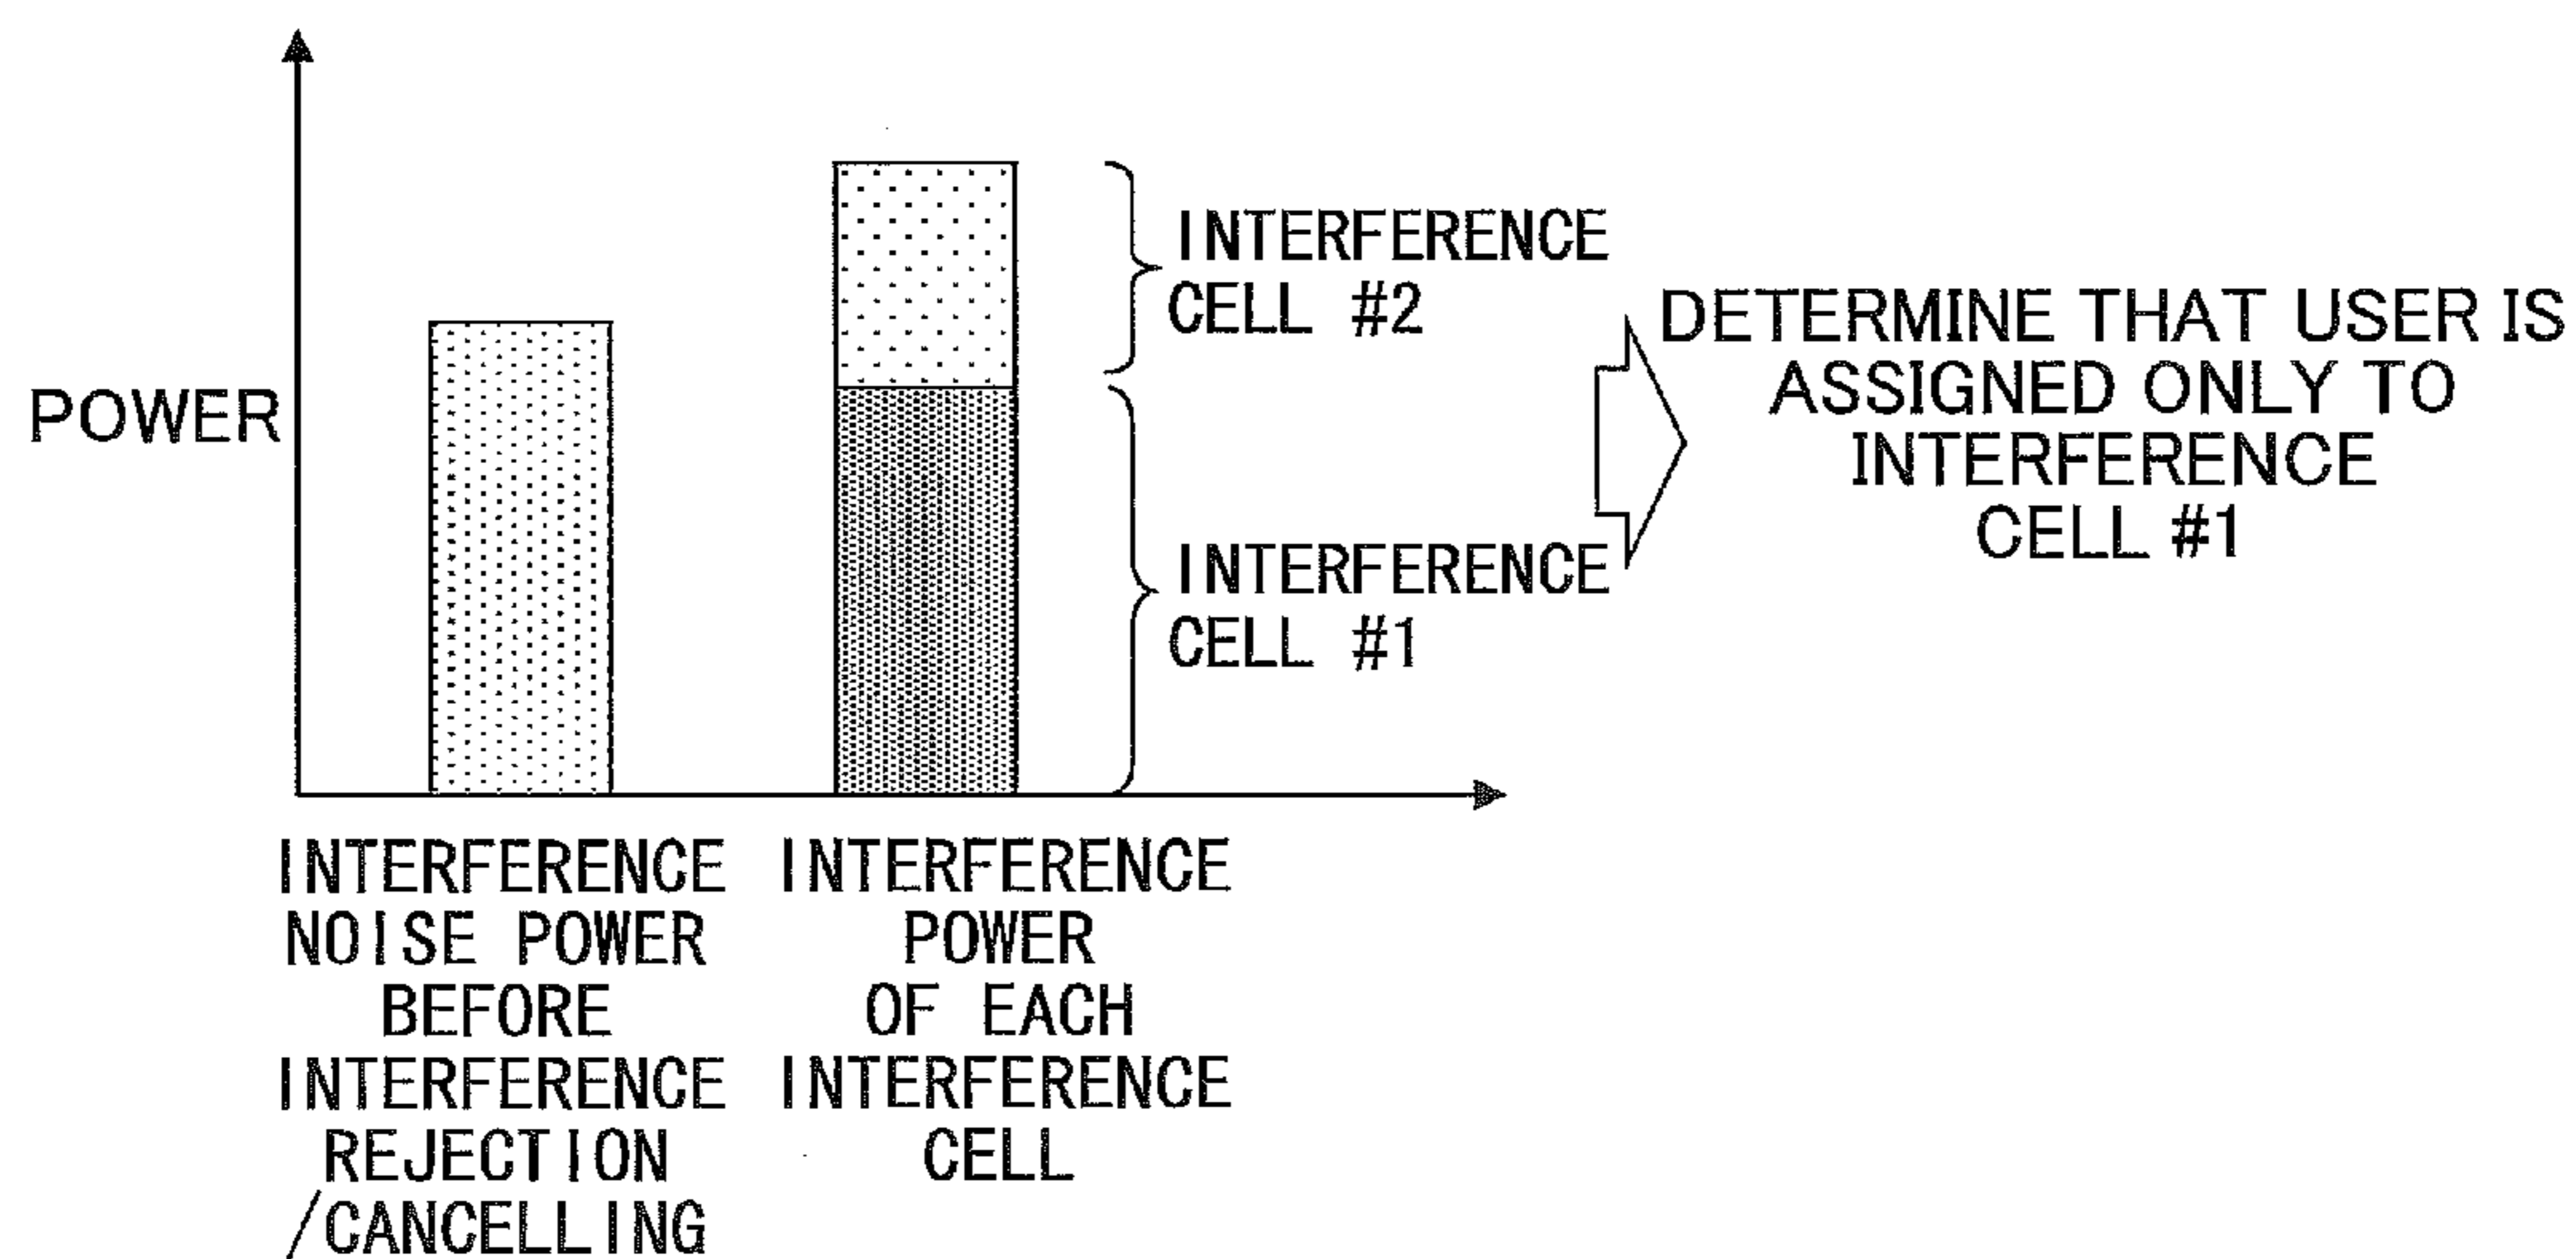 POWER
INTERFERENCE
CELL #2
INTERFERENCE
CELL #1
DETERMINE THAT USER IS
ASSIGNED ONLY TO
INTERFERENCE
CELL #1
INTERFERENCE
NOISE POWER
BEFORE
INTERFERENCE
REJECTION
/CANCELLING
INTERFERENCE
POWER
OF EACH
INTERFERENCE
CELL